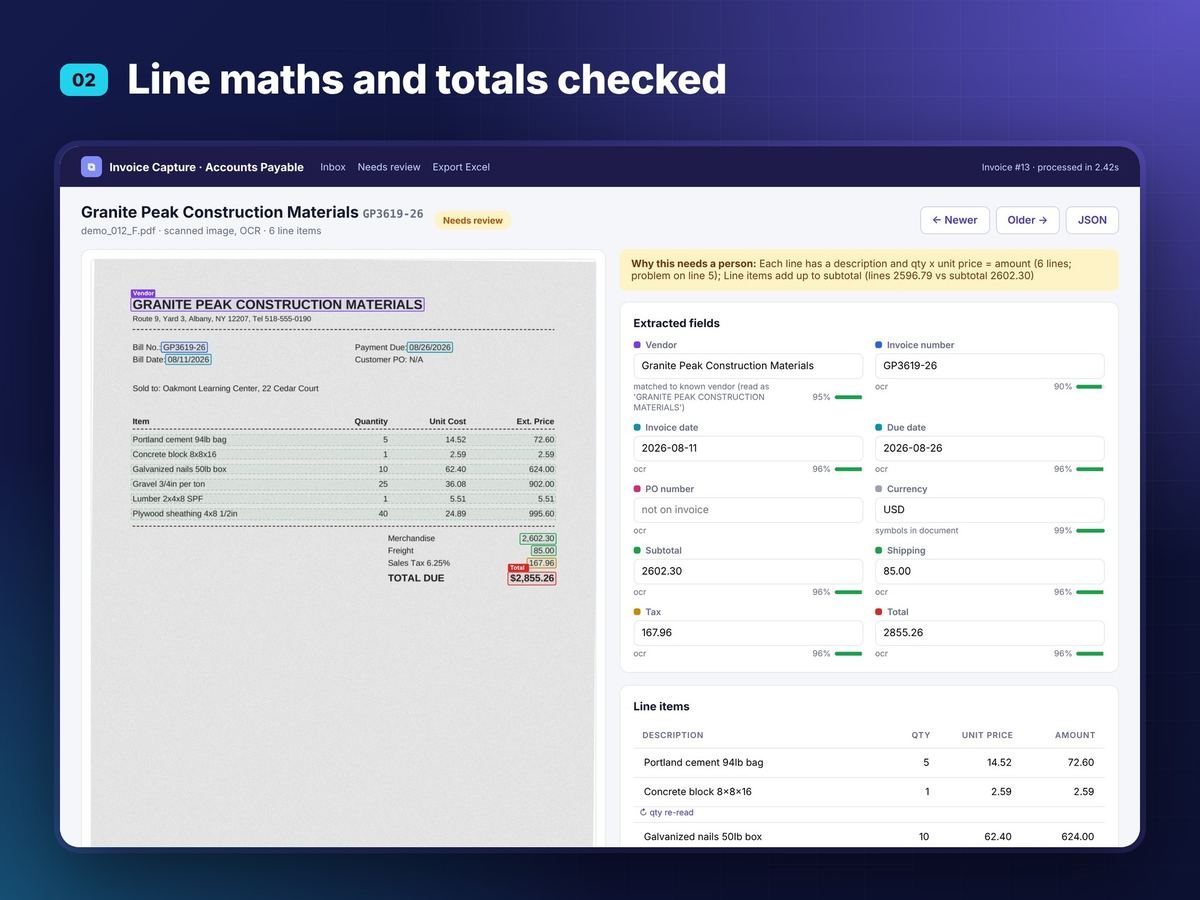 02 Line maths and totals checked
Invoice Capture · Accounts Payable Inbox Needs review Export Excel Invoice #13 · processed in 2.42s
Granite Peak Construction Materials GP3619-26 Needs review ← Newer Older → JSON
demo_012_F.pdf · scanned image, OCR · 6 line items
Vendor
GRANITE PEAK CONSTRUCTION MATERIALS
Route 9, Yard 3, Albany, NY 12207, Tel 518-555-0190
Bill No.: GP3619-26 Payment Due: 08/26/2026
Bill Date: 08/11/2026 Customer PO: N/A
Sold to: Oakmont Learning Center, 22 Cedar Court
Item Quantity Unit Cost Ext. Price
Portland cement 94lb bag 5 14.52 72.60
Concrete block 8x8x16 1 2.59 2.59
Galvanized nails 50lb box 10 62.40 624.00
Gravel 3/4in per ton 25 36.08 902.00
Lumber 2x4x8 SPF 1 5.51 5.51
Plywood sheathing 4x8 1/2in 40 24.89 995.60
Merchandise 2,602.30
Freight 85.00
Sales Tax 6.25% 167.96
Total
TOTAL DUE $2,855.26
Why this needs a person: Each line has a description and qty x unit price = amount (6 lines;
problem on line 5); Line items add up to subtotal (lines 2596.79 vs subtotal 2602.30)
Extracted fields
Vendor Invoice number
Granite Peak Construction Materials GP3619-26
matched to known vendor (read as
'GRANITE PEAK CONSTRUCTION
MATERIALS') 95% ocr 90%
Invoice date Due date
2026-08-11 2026-08-26
ocr 96% ocr 96%
PO number Currency
not on invoice USD
ocr symbols in document 99%
Subtotal Shipping
2602.30 85.00
ocr 96% ocr 96%
Tax Total
167.96 2855.26
ocr 96% ocr 96%
Line items
DESCRIPTION QTY UNIT PRICE AMOUNT
Portland cement 94lb bag 5 14.52 72.60
Concrete block 8×8×16 1 2.59 2.59
↻ qty re-read
Galvanized nails 50lb box 10 62.40 624.00